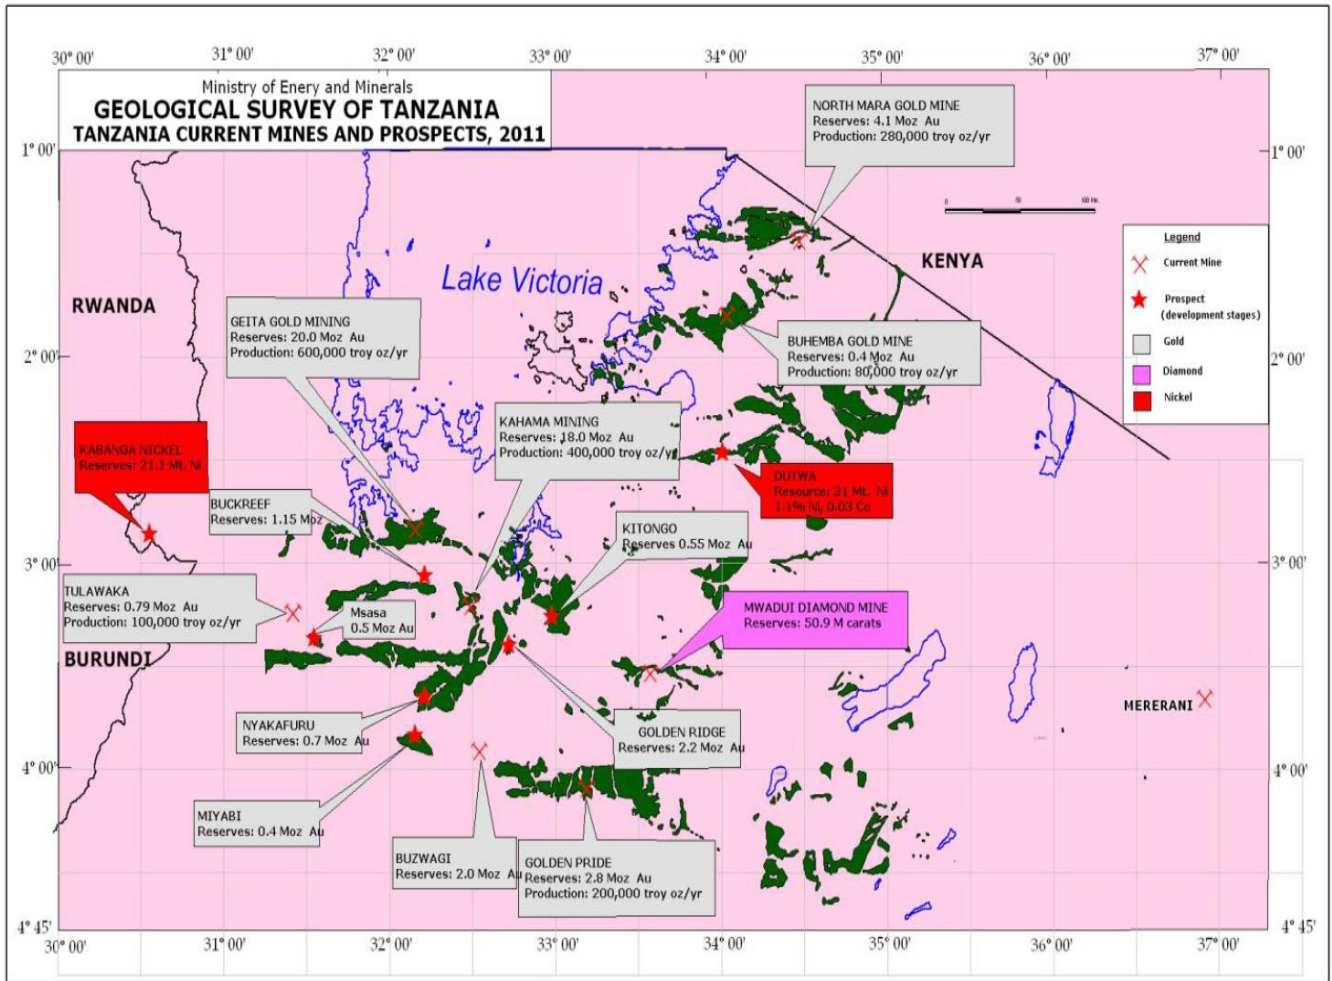 30° 00'
31° 00'
32° 00'
33° 00'
34° 00'
35° 00'
36° 00'
37° 00'
Ministry of Enery and Minerals
GEOLOGICAL SURVEY OF TANZANIA
TANZANIA CURRENT MINES AND PROSPECTS, 2011
NORTH MARA GOLD MINE
Reserves: 4.1 Moz Au
Production: 280,000 troy oz/yr
1° 00'
1° 00'
0
50
100 Km.
Legend
Current Mine
Prospect
(development stages)
Gold
Diamond
Nickel
KENYA
Lake Victoria
RWANDA
GEITA GOLD MINING
Reserves: 20.0 Moz Au
Production: 600,000 troy oz/yr
BUHEMBA GOLD MINE
Reserves: 0.4 Moz Au
Production: 80,000 troy oz/yr
2° 00'
2° 00'
KAHAMA MINING
Reserves: 18.0 Moz Au
Production: 400,000 troy oz/yr
KABANGA NICKEL
Reserves: 21.1 Mt. Ni
DUTWA
Resource: 31 Mt. Ni
1.1% Ni, 0.03 Co
BUCKREEF
Reserves: 1.15 Moz
KITONGO
Reserves 0.55 Moz Au
3° 00'
3° 00'
TULAWAKA
Reserves: 0.79 Moz Au
Production: 100,000 troy oz/yr
Msasa
0.5 Moz Au
MWADUI DIAMOND MINE
Reserves: 50.9 M carats
BURUNDI
MERERANI
NYAKAFURU
Reserves: 0.7 Moz Au
GOLDEN RIDGE
Reserves: 2.2 Moz Au
4° 00'
4° 00'
MIYABI
Reserves: 0.4 Moz Au
BUZWAGI
Reserves: 2.0 Moz Au
GOLDEN PRIDE
Reserves: 2.8 Moz Au
Production: 200,000 troy oz/yr
4° 45'
4° 45'
30° 00'
31° 00'
32° 00'
33° 00'
34° 00'
35° 00'
36° 00'
37° 00'